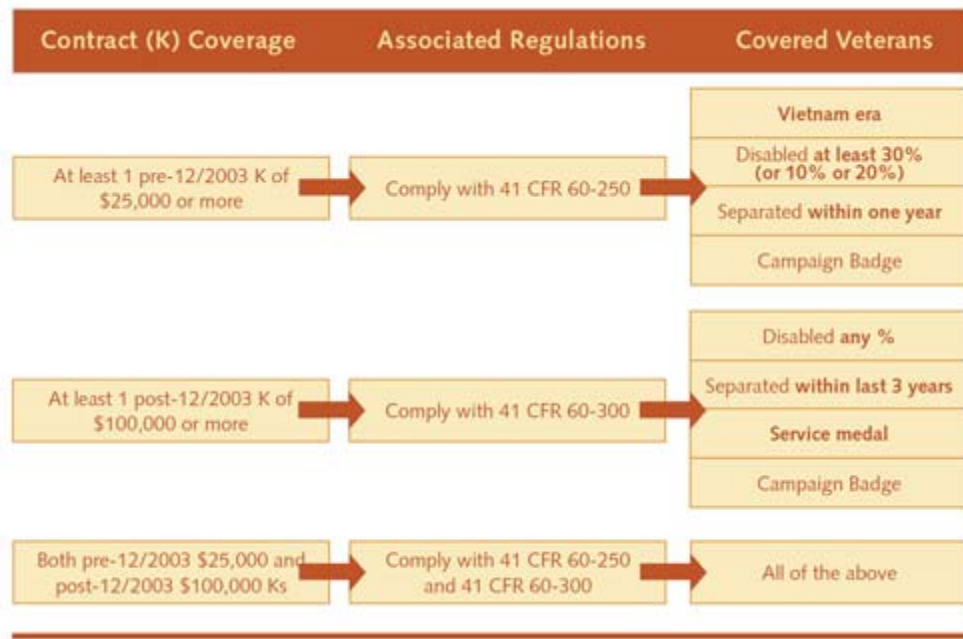 Contract (K) Coverage
Associated Regulations
Covered Veterans
At least 1 pre-12/2003 K of
$25,000 or more
Comply with 41 CFR 60-250
Vietnam era
Disabled at least 30%
(or 10% or 20%)
Separated within one year
Campaign Badge
At least 1 post-12/2003 K of
$100,000 or more
Comply with 41 CFR 60-300
Disabled any %
Separated within last 3 years
Service medal
Campaign Badge
Both pre-12/2003 $25,000 and
post-12/2003 $100,000 Ks
Comply with 41 CFR 60-250
and 41 CFR 60-300
All of the above